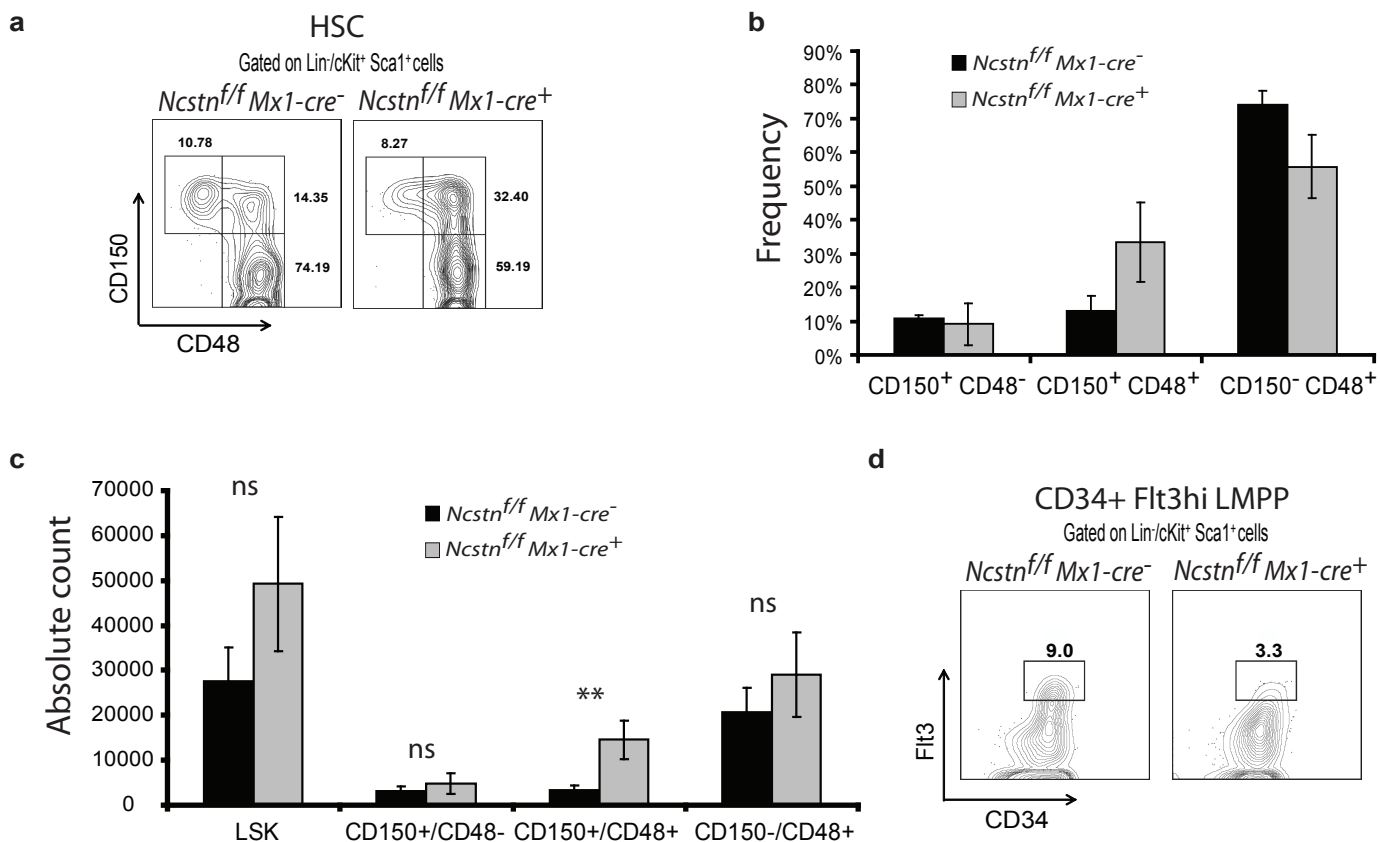 a
HSC
Gated on Lin-/cKit+ Sca1+cells
Ncstnf/f Mx1-cre- Ncstnf/f Mx1-cre+
10.78
14.35
74.19
8.27
32.40
59.19
CD150
CD48
b
90%
80%
70%
60%
50%
40%
30%
20%
10%
0%
Frequency
Ncstnf/f Mx1-cre-
Ncstnf/f Mx1-cre+
CD150+ CD48- CD150+ CD48+ CD150- CD48+
c
70000
60000
50000
40000
30000
20000
10000
0
Absolute count
ns
ns
**
ns
Ncstnf/f Mx1-cre-
Ncstnf/f Mx1-cre+
LSK CD150+/CD48- CD150+/CD48+ CD150-/CD48+
d
CD34+ Flt3hi LMPP
Gated on Lin-/cKit+ Sca1+cells
Ncstnf/f Mx1-cre- Ncstnf/f Mx1-cre+
9.0
3.3
Flt3
CD34